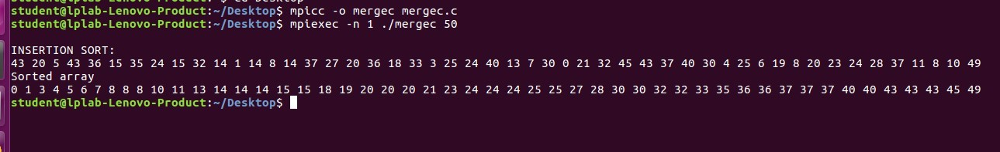 student@lplab-Lenovo-Product:~/Desktop$ mpicc -o mergec mergec.c
student@lplab-Lenovo-Product:~/Desktop$ mpiexec -n 1 ./mergec 50
INSERTION SORT:
43 20 5 43 36 15 35 24 15 32 14 1 14 8 14 37 27 20 36 18 33 3 25 24 40 13 7 30 0 21 32 45 43 37 40 30 4 25 6 19 8 20 23 24 28 37 11 8 10 49
Sorted array
0 1 3 4 5 6 7 8 8 8 10 11 13 14 14 14 15 15 18 19 20 20 20 21 23 24 24 24 25 25 27 28 30 30 32 32 33 35 36 36 37 37 37 40 40 43 43 43 45 49
student@lplab-Lenovo-Product:~/Desktop$